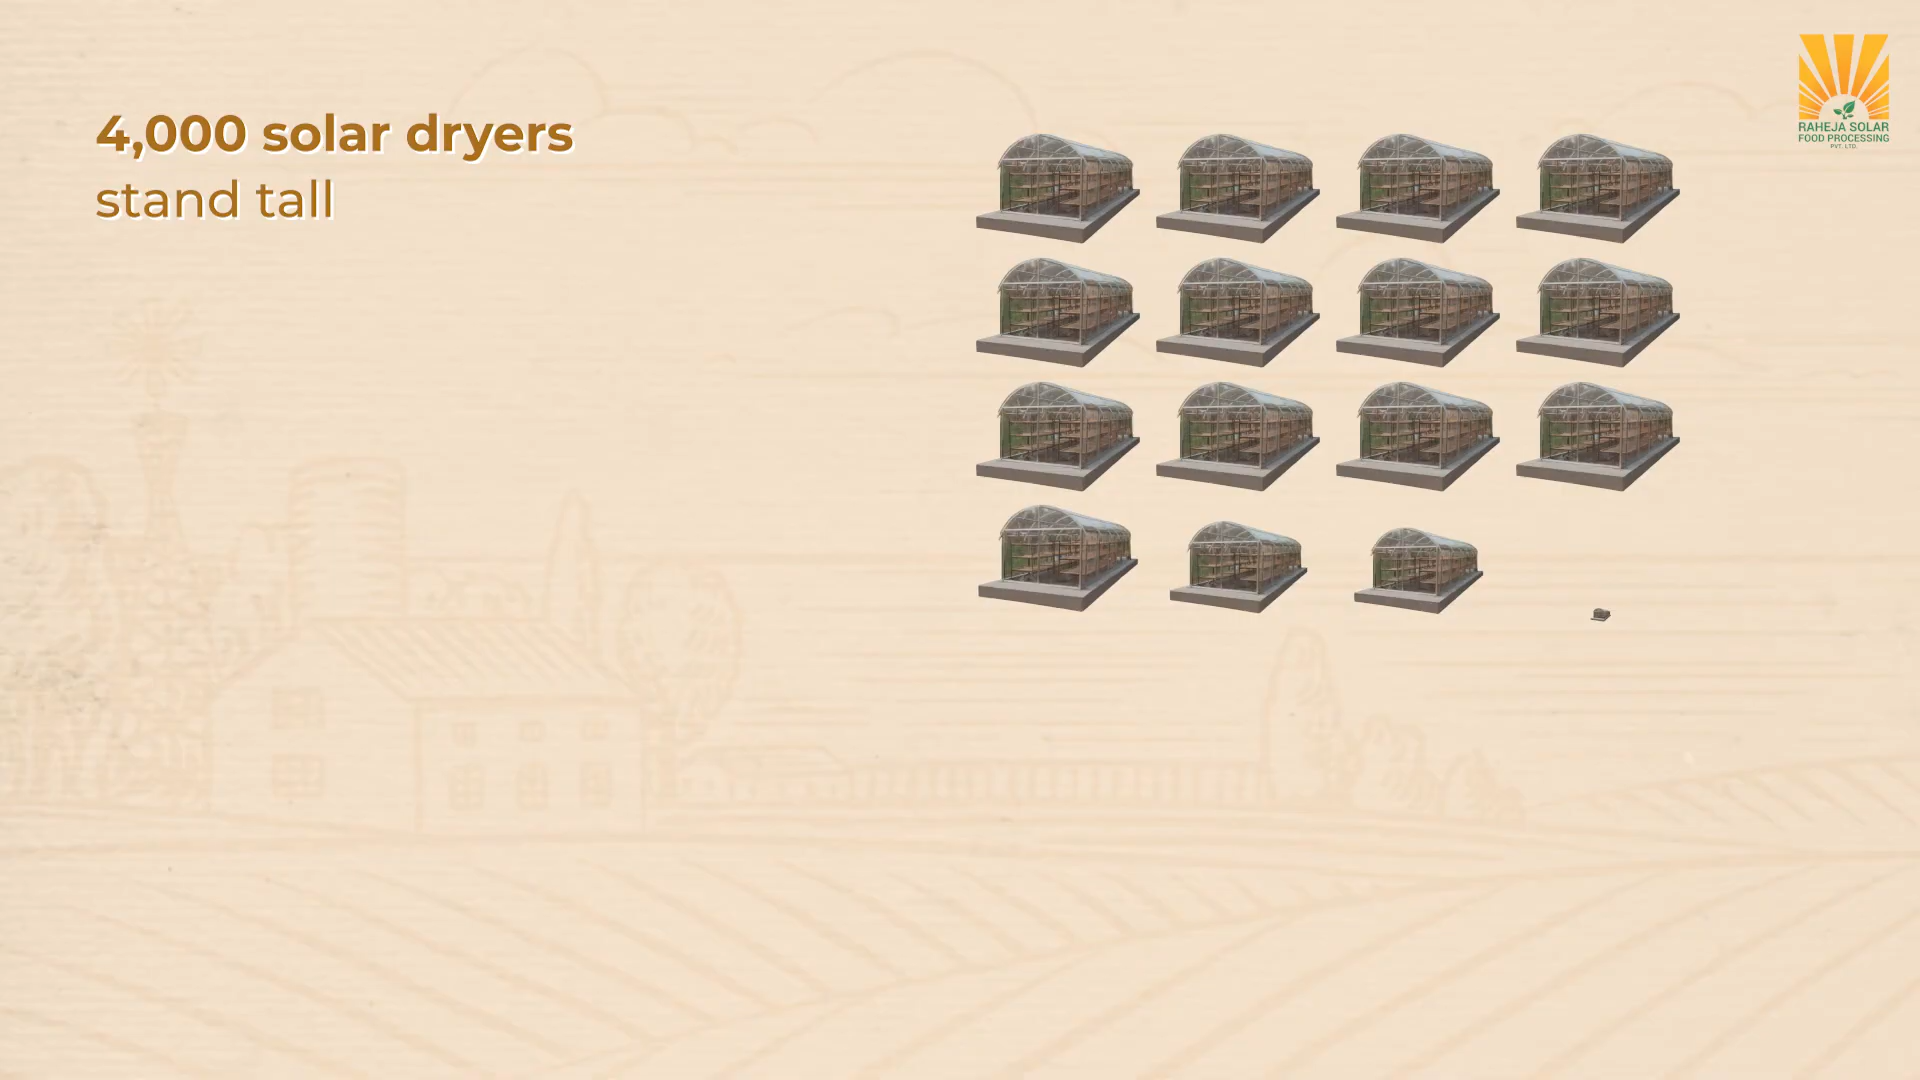 4,000 solar dryers
stand tall
RAHEJA SOLAR
FOOD PROCESSING
PVT. LTD.